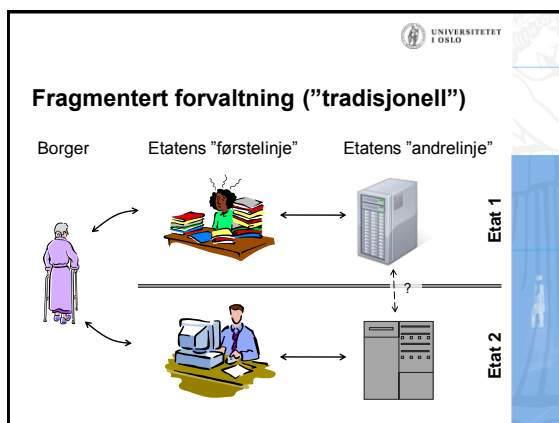 UNIVERSITETET
I OSLO
Fragmentert forvaltning (”tradisjonell”)
Borger
Etatens ”førstelinje”
Etatens ”andrelinje”
Etat 1
?
Etat 2